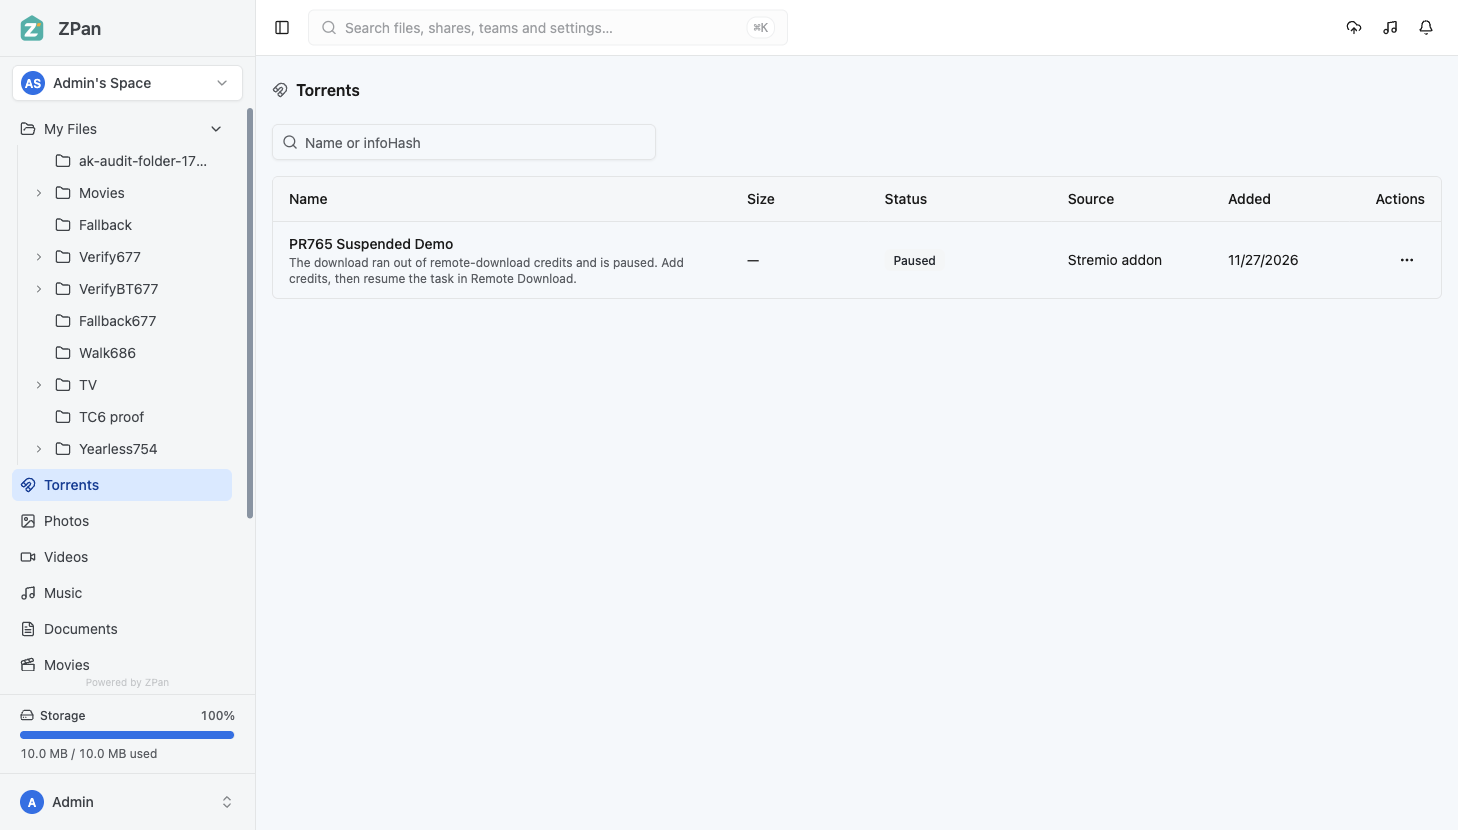 ZPan
Search files, shares, teams and settings...
⌘K
AS
Admin's Space
My Files
ak-audit-folder-17...
Movies
Fallback
Verify677
VerifyBT677
Fallback677
Walk686
TV
TC6 proof
Yearless754
Torrents
Photos
Videos
Music
Documents
Movies
Powered by ZPan
Storage 100%
10.0 MB / 10.0 MB used
A
Admin
Torrents
Name or infoHash
Name Size Status Source Added Actions
PR765 Suspended Demo
The download ran out of remote-download credits and is paused. Add
credits, then resume the task in Remote Download.
— Paused Stremio addon 11/27/2026